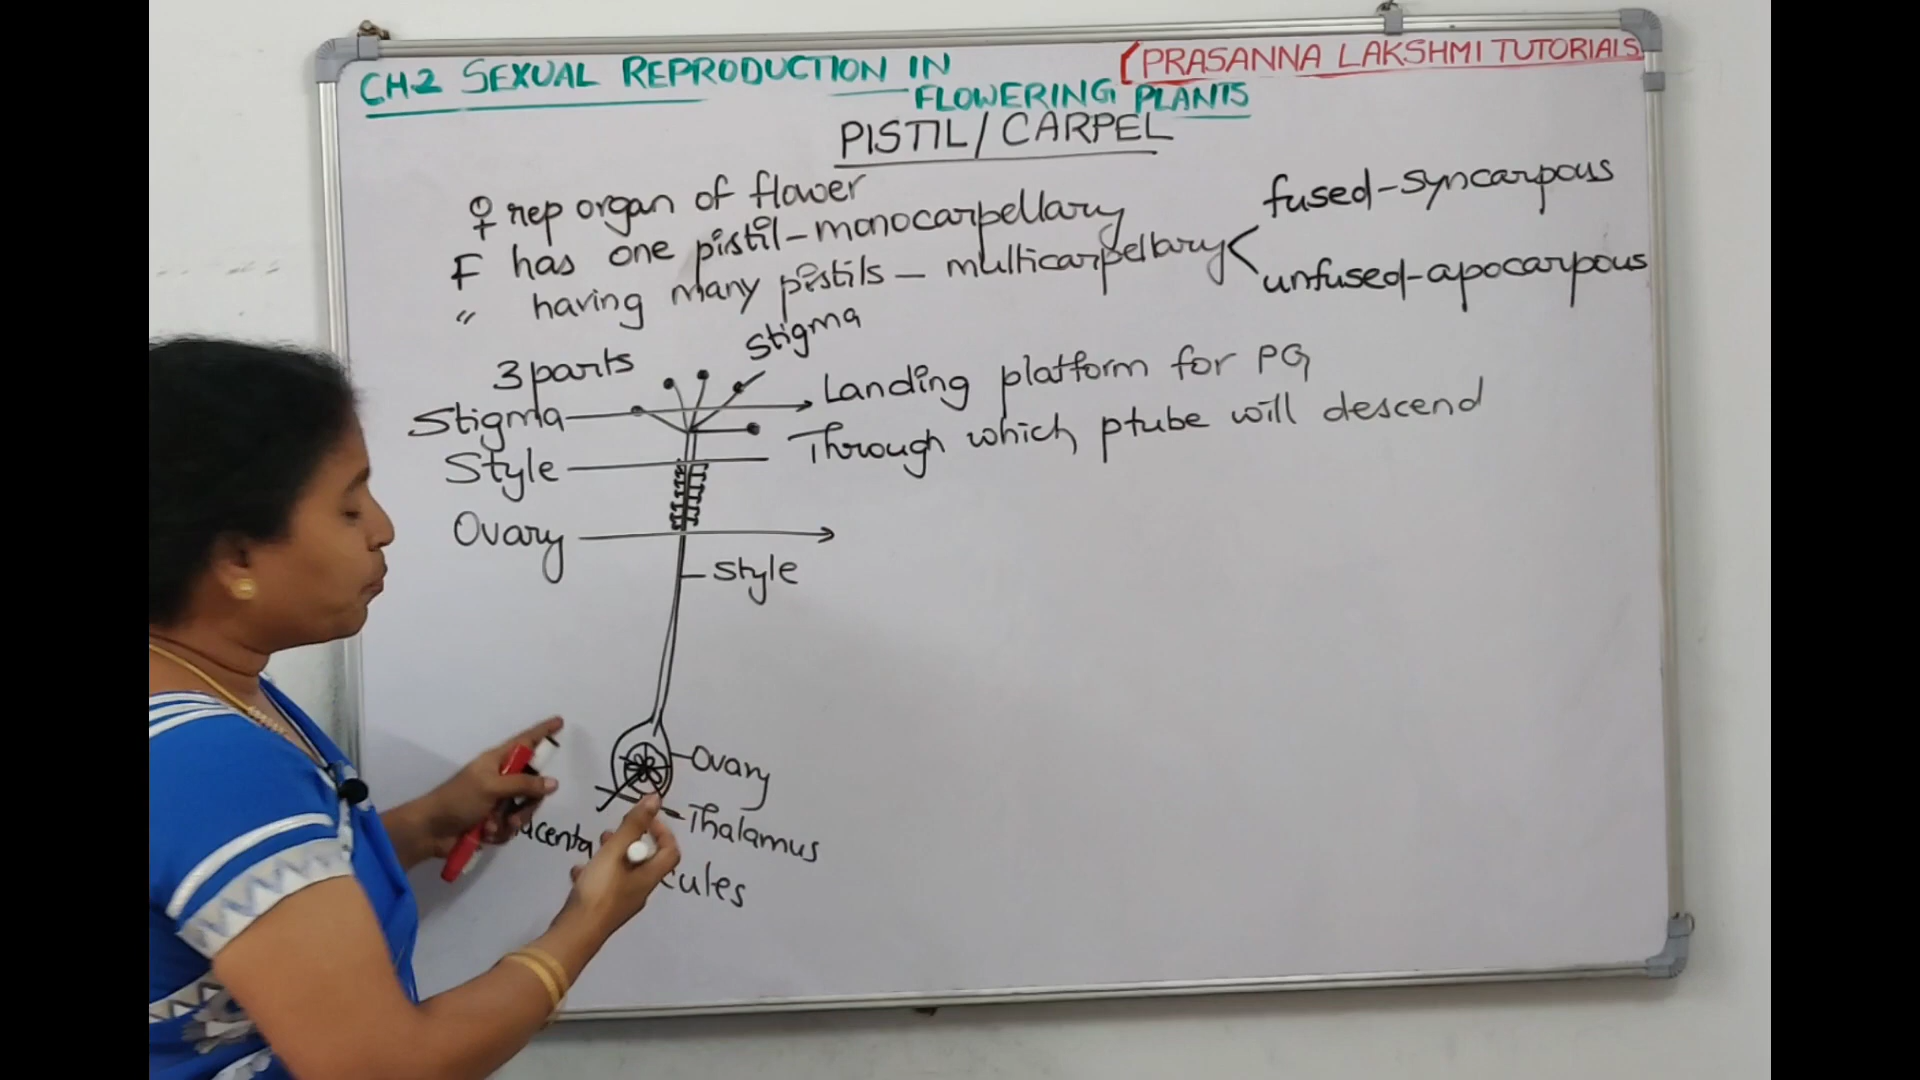 CH-2 SEXUAL REPRODUCTION IN
FLOWERING PLANTS
PRASANNA LAKSHMI TUTORIALS
PISTIL/CARPEL
♀ rep organ of flower
F has one pistil-monocarpellary
〃 having many pistils - multicarpellary <
fused-syncarpous
unfused-apocarpous
3 parts
Stigma
Stigma
Landing platform for PG
Style
Through which ptube will descend
Ovary
Style
Ovary
Thalamus